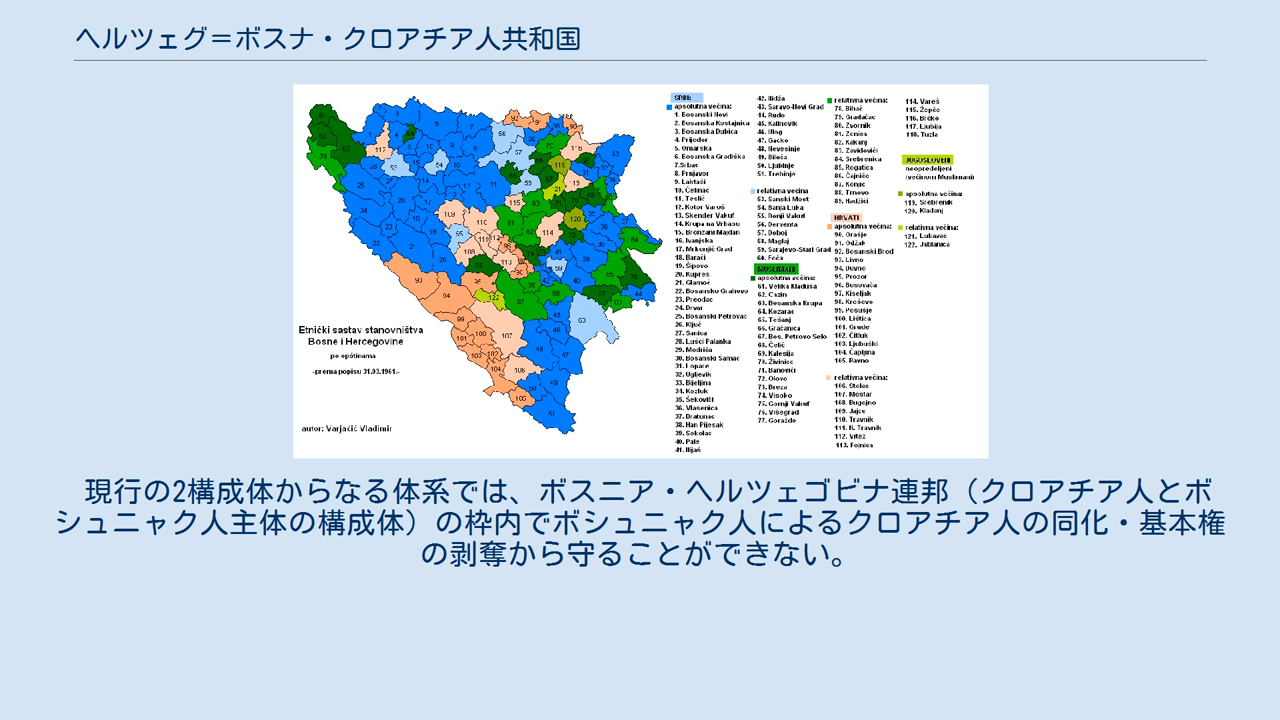 ヘルツェグ＝ボスナ・クロアチア人共和国
SRBI:
apsolutna večina:
1. Bosanski Novi
2. Bosanska Kostajnica
3. Bosanska Dubica
4. Prijedor
5. Omarska
6. Bosanska Gradiška
7. Srbac
8. Prnjavor
9. Laktaši
10. Čelinac
11. Teslić
12. Kotor Varoš
13. Skender Vakuf
14. Krupa na Vrbasu
15. Bronzani Majdan
16. Ivanjska
17. Mrkonjić Grad
18. Barači
19. Šipovo
20. Kupres
21. Glamoč
22. Bosansko Grahovo
23. Preodac
24. Drvar
25. Bosanski Petrovac
26. Ključ
27. Sanica
28. Lušci Palanka
29. Modriča
30. Bosanski Šamac
31. Lopare
32. Ugljevik
33. Bijeljina
34. Kozluk
35. Šekovići
36. Vlasenica
37. Bratunac
38. Han Pijesak
39. Sokolac
40. Pale
41. Ilijaš
42. Ilidža
43. Saravo-Novi Grad
44. Rudo
45. Kalinovik
46.
47. Gacko
48. Nevesinje
49. Bileća
50. Ljubinje
51. Trebinje
relativna večina
53. Sanski Most
54. Banja Luka
55. Donji Vakuf
56. Derventa
57. Doboj
58. Maglaj
59. Sarajevo-Stari Grad
60. Foča
MUSLIMANI
apsolutna večina:
61. Velika Kladuša
62. Cazin
63. Bosanska Krupa
64. Kozarac
65. Tešanj
66. Gračanica
67. Bos. Petrovo Selo
68. Čelić
69. Kalesija
70. Živinice
71. Banovići
72. Olovo
73. Breza
74. Visoko
75. Gornji Vakuf
76. Višegrad
77. Goražde
relativna večina:
78. Bihać
79. Gradačac
80. Zvornik
81. Zenica
82. Kakanj
83. Zavidovići
84. Srebrenica
85. Rogatica
86. Čajniče
87. Konjic
88. Trnovo
89. Hadžići
HRVATI
apsolutna večina:
90. Orašje
91. Odžak
92. Bosanski Brod
93. Livno
94. Duvno
95. Prozor
96. Busovača
97. Kiseljak
98. Kreševo
99. Posušje
100. Lištica
101. Grude
102. Čitluk
103. Ljubuški
104. Čapljina
105. Ravno
relativna večina:
106. Stolac
107. Mostar
108. Bugojno
109. Jajce
110. Travnik
111. N. Travnik
112. Vitez
113. Fojnica
114. Vareš
115. Žepče
116. Brčko
117. Ljubija
118. Tuzla
JUGOSLOVENI
neopredeljeni
(večinom Muslimani)
apsolutna večina:
119. Srebrenik
120. Kladanj
relativna večina:
121. Lukavac
122. Jablanica
Etnički sastav stanovništva
Bosne i Hercegovine
po opštinama
-prema popisu 31.03.1961.-
autor: Varjačić Vladimir
現行の2構成体からなる体系では、ボスニア・ヘルツェゴビナ連邦（クロアチア人とボ
シュニャク人主体の構成体）の枠内でボシュニャク人によるクロアチア人の同化・基本権
の剥奪から守ることができない。